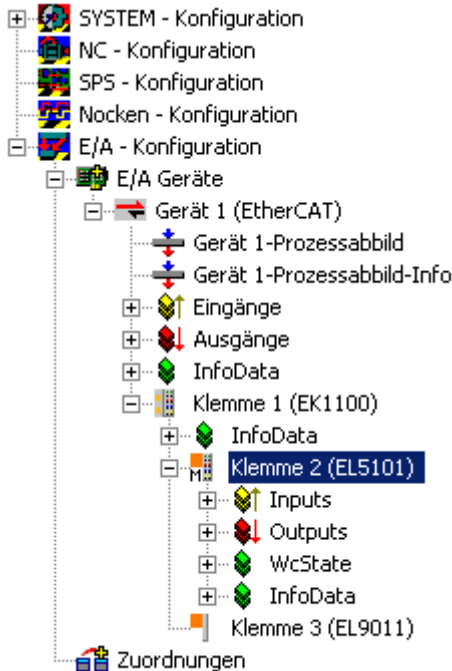 SYSTEM - Konfiguration
NC - Konfiguration
SPS - Konfiguration
Nocken - Konfiguration
E/A - Konfiguration
E/A Geräte
Gerät 1 (EtherCAT)
Gerät 1-Prozessabbild
Gerät 1-Prozessabbild-Info
Eingänge
Ausgänge
InfoData
Klemme 1 (EK1100)
InfoData
M Klemme 2 (EL5101)
Inputs
Outputs
WcState
InfoData
Klemme 3 (EL9011)
Zuordnungen